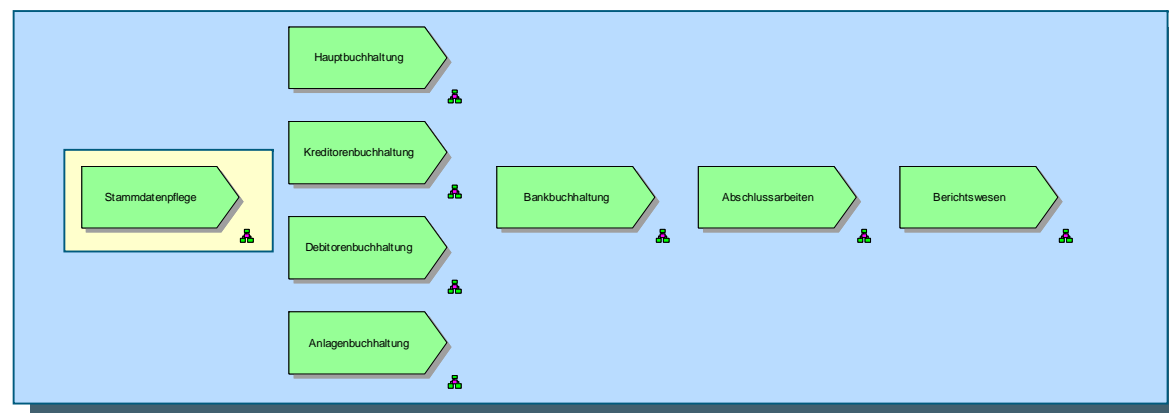 Hauptbuchhaltung
Kreditorenbuchhaltung
Stammdatenpflege
Bankbuchhaltung
Abschlussarbeiten
Berichtswesen
Debitorenbuchhaltung
Anlagenbuchhaltung